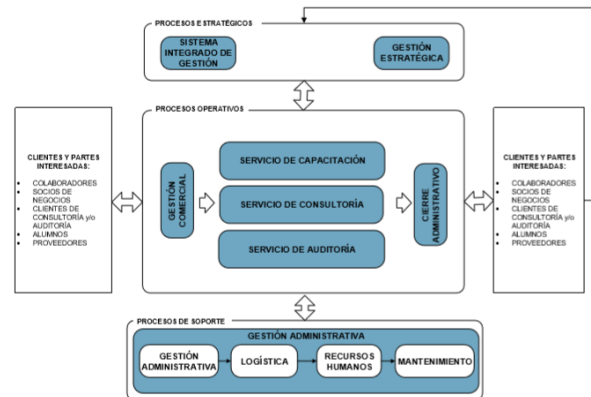 PROCESOS ESTRATÉGICOS
SISTEMA
INTEGRADO DE
GESTIÓN
GESTIÓN
ESTRATÉGICA
PROCESOS OPERATIVOS
CLIENTES Y PARTES
INTERESADAS:
COLABORADORES
SOCIOS DE
NEGOCIOS
CLIENTES DE
CONSULTORÍA y/o
AUDITORÍA
ALUMNOS
PROVEEDORES
GESTIÓN
COMERCIAL
SERVICIO DE CAPACITACIÓN
SERVICIO DE CONSULTORÍA
SERVICIO DE AUDITORÍA
CIERRE
ADMINISTRATIVO
CLIENTES Y PARTES
INTERESADAS:
COLABORADORES
SOCIOS DE
NEGOCIOS
CLIENTES DE
CONSULTORÍA y/o
AUDITORÍA
ALUMNOS
PROVEEDORES
PROCESOS DE SOPORTE
GESTIÓN ADMINISTRATIVA
GESTIÓN
ADMINISTRATIVA
LOGÍSTICA
RECURSOS
HUMANOS
MANTENIMIENTO